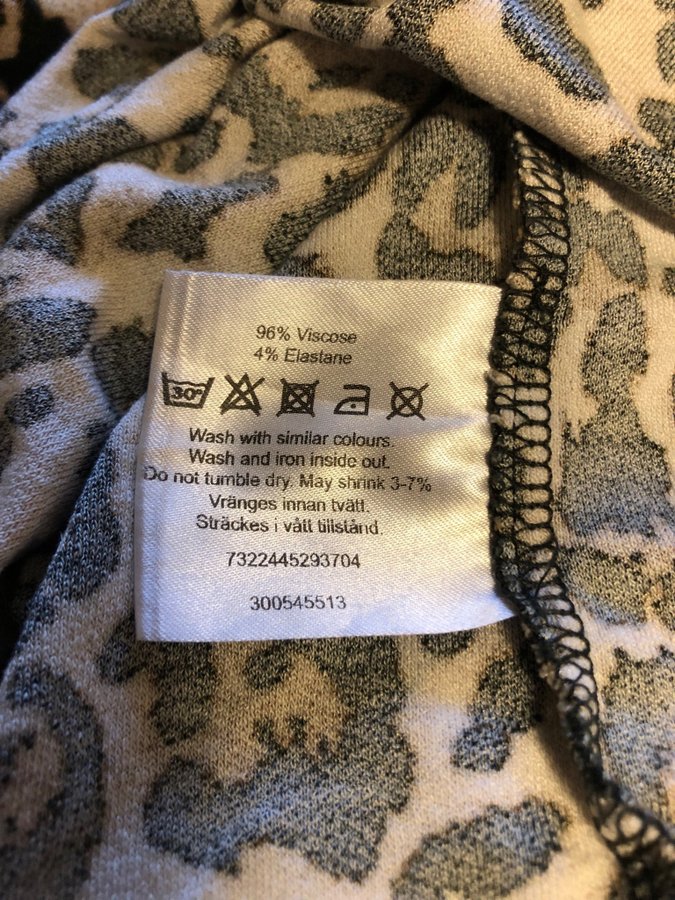 96% Viscose
4% Elastane
30°
Wash with similar colours.
Wash and iron inside out.
Do not tumble dry. May shrink 3-7%
Vränges innan tvätt.
Sträckes i vått tillstånd.
7322445293704
300545513